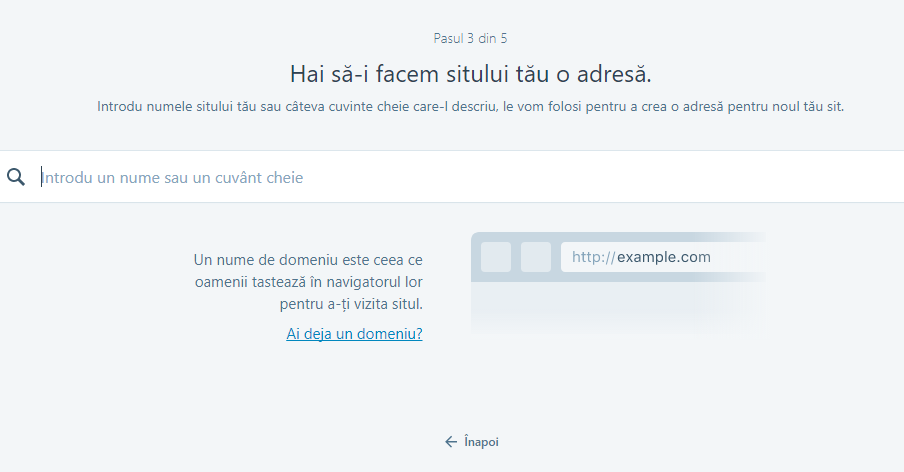 Pasul 3 din 5
Hai să-i facem sitului tău o adresă.
Introdu numele sitului tău sau câteva cuvinte cheie care-l descriu, le vom folosi pentru a crea o adresă pentru noul tău sit.
Introdu un nume sau un cuvânt cheie
Un nume de domeniu este ceea ce
oamenii tastează în navigatorul lor
pentru a-ți vizita situl.
Ai deja un domeniu?
http://example.com
Înapoi